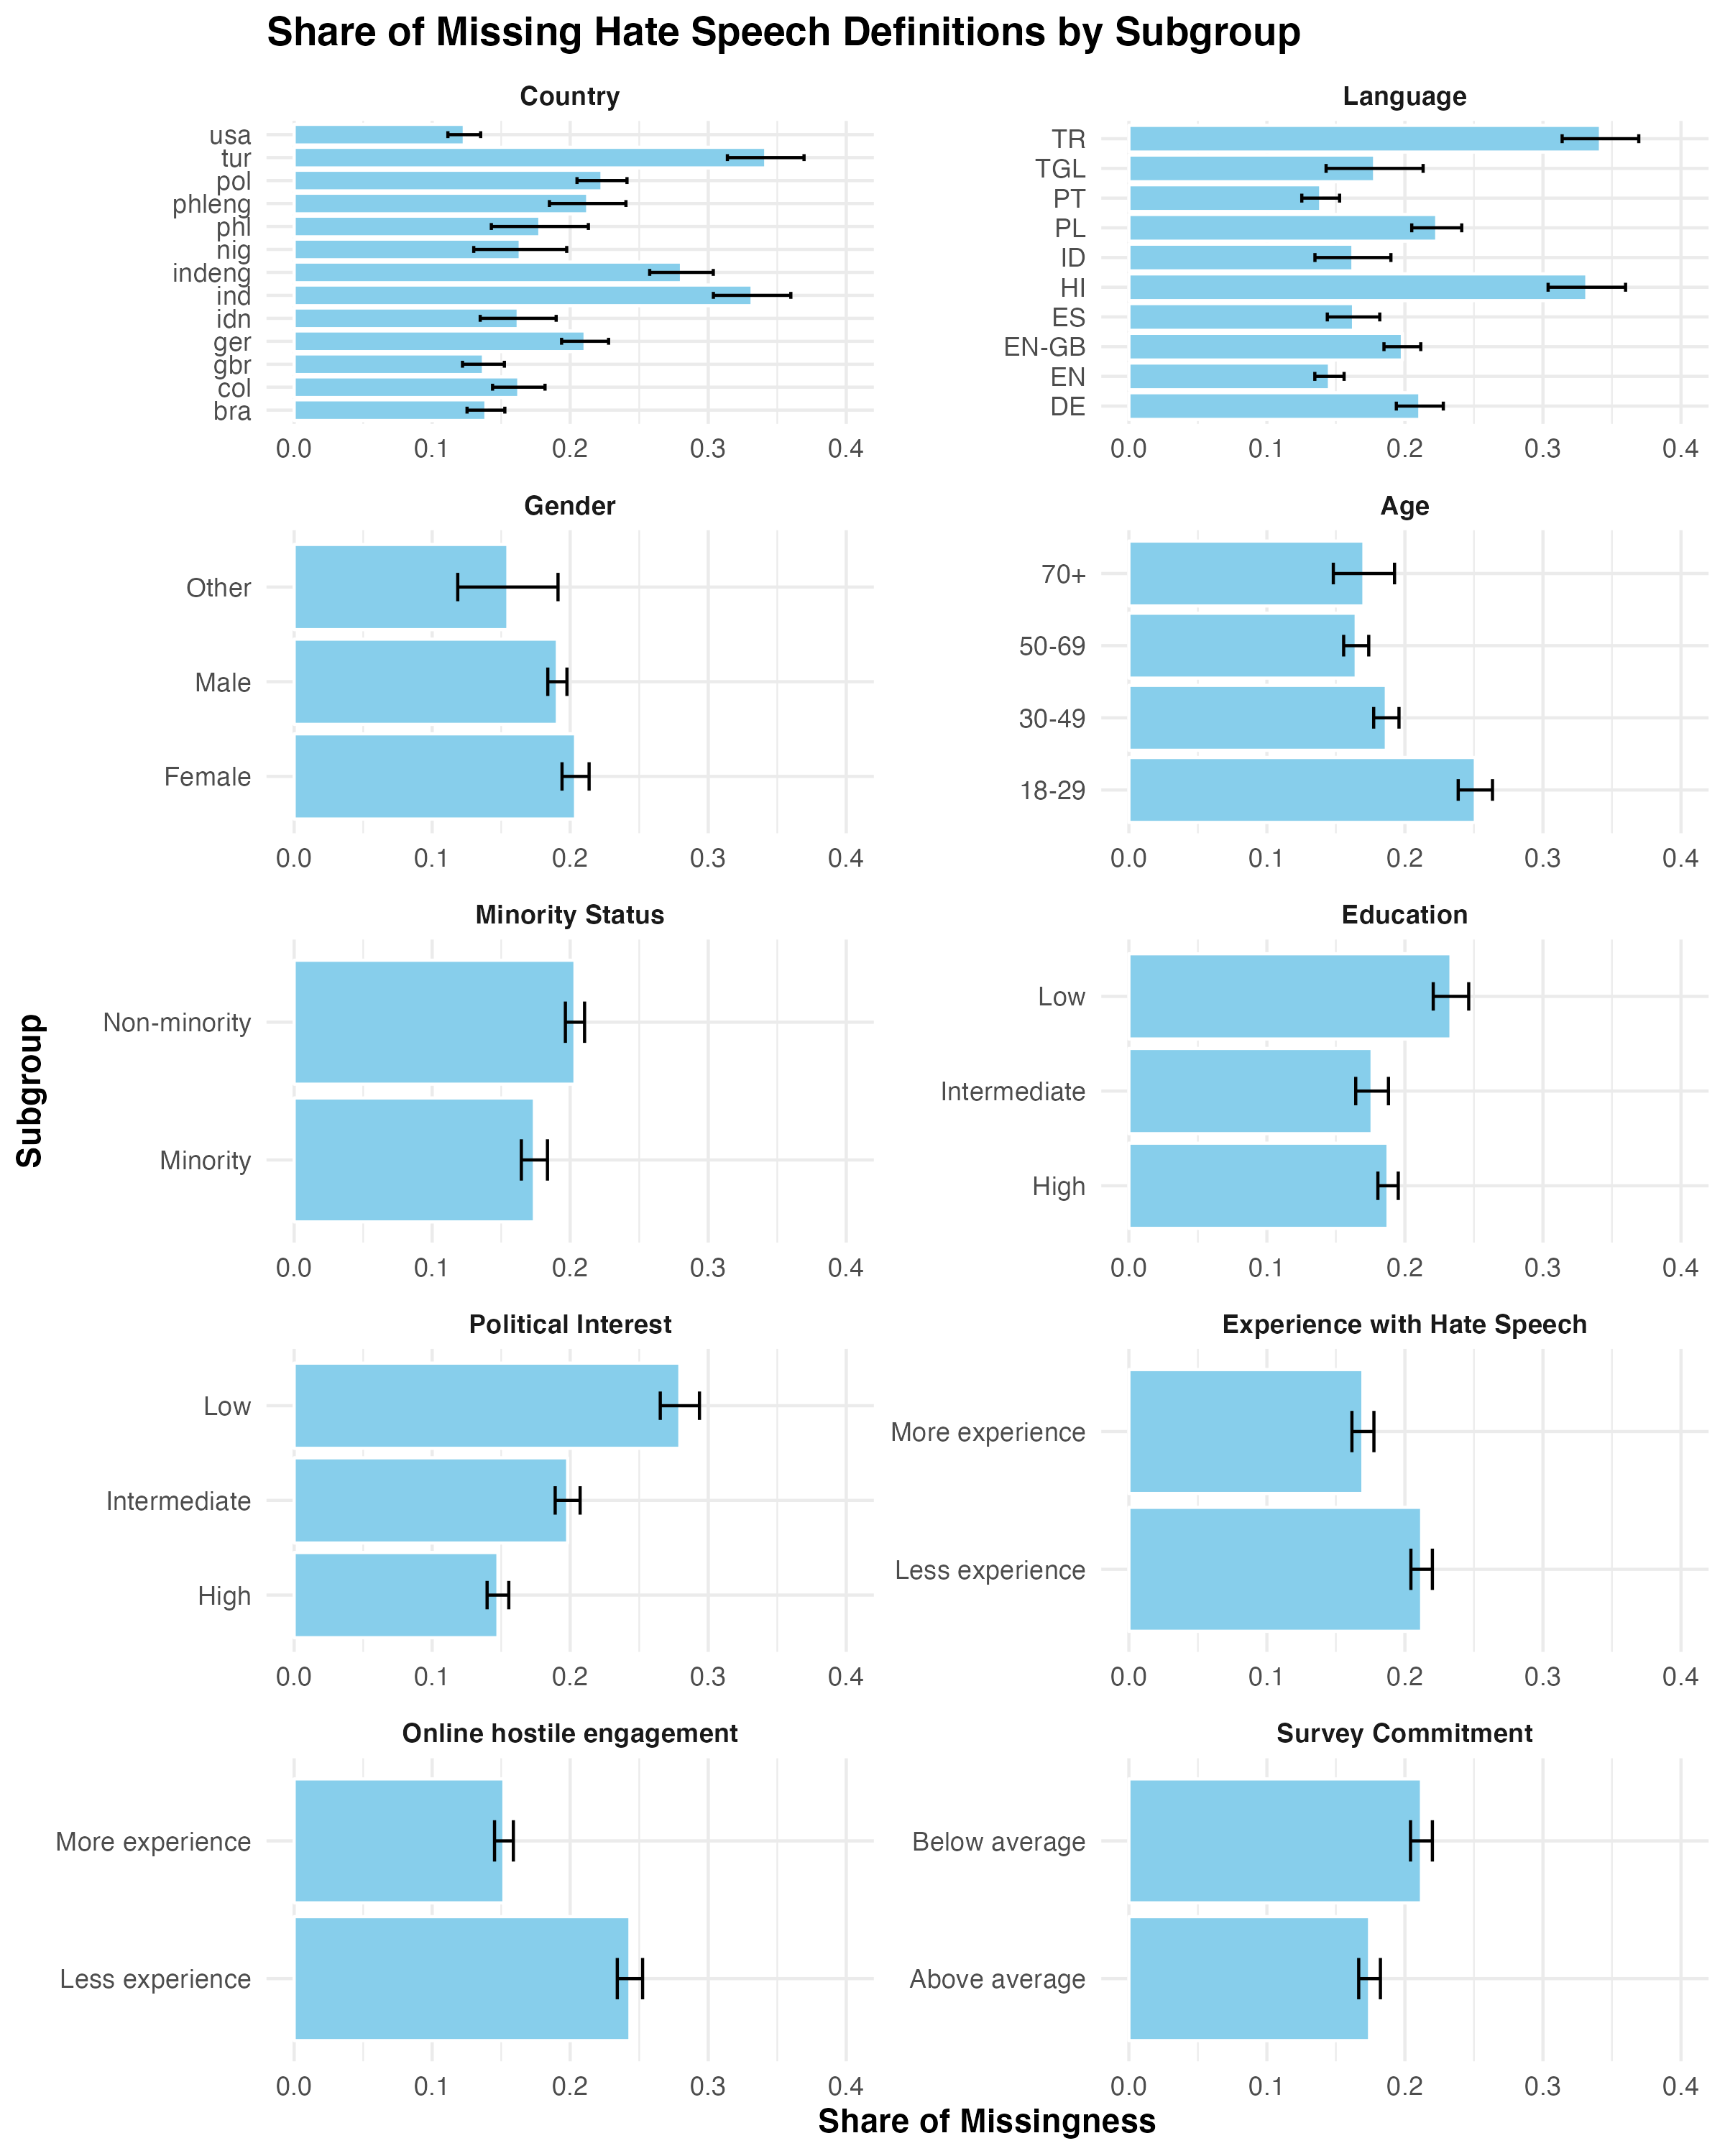 Share of Missing Hate Speech Definitions by Subgroup
Country
usa
tur
pol
phleng
phl
nig
indeng
ind
idn
ger
gbr
col
bra
0.0 0.1 0.2 0.3 0.4
Language
TR
TGL
PT
PL
ID
HI
ES
EN-GB
EN
DE
0.0 0.1 0.2 0.3 0.4
Gender
Other
Male
Female
0.0 0.1 0.2 0.3 0.4
Age
70+
50-69
30-49
18-29
0.0 0.1 0.2 0.3 0.4
Minority Status
Non-minority
Minority
0.0 0.1 0.2 0.3 0.4
Education
Low
Intermediate
High
0.0 0.1 0.2 0.3 0.4
Political Interest
Low
Intermediate
High
0.0 0.1 0.2 0.3 0.4
Experience with Hate Speech
More experience
Less experience
0.0 0.1 0.2 0.3 0.4
Online hostile engagement
More experience
Less experience
0.0 0.1 0.2 0.3 0.4
Survey Commitment
Below average
Above average
0.0 0.1 0.2 0.3 0.4
Subgroup
Share of Missingness